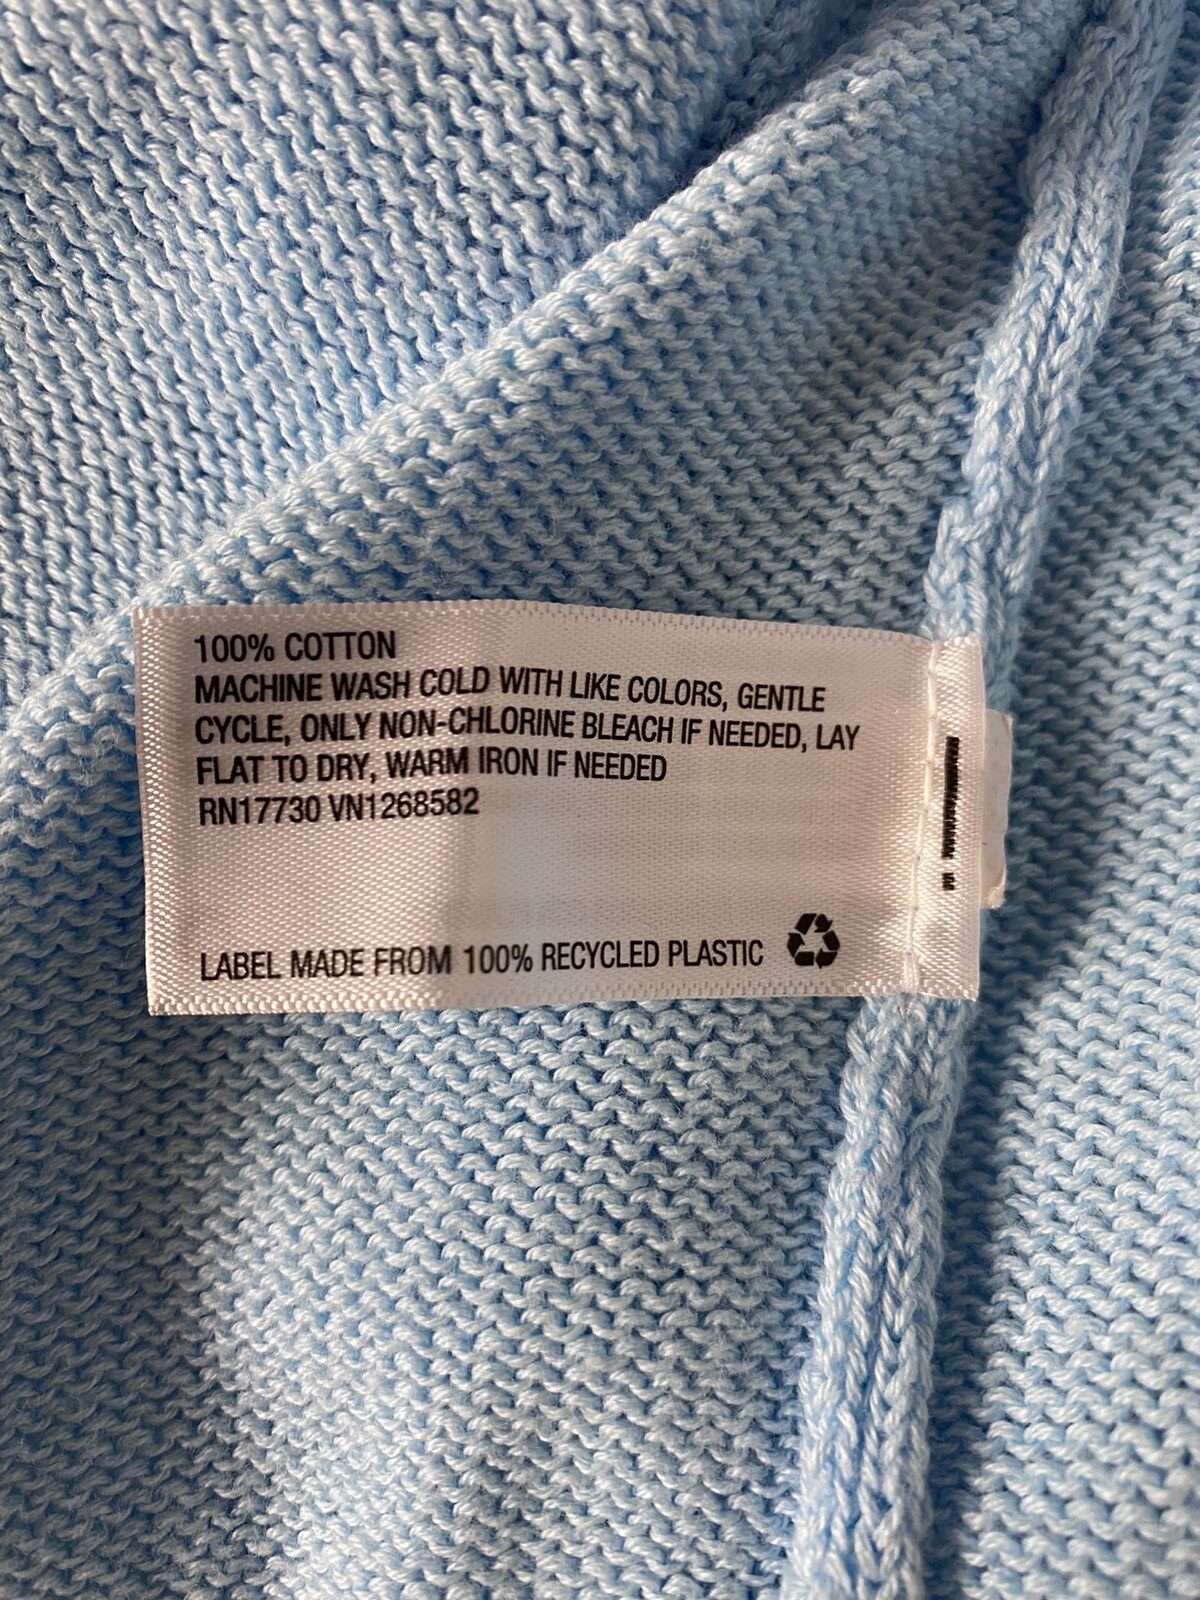 100% COTTON
MACHINE WASH COLD WITH LIKE COLORS, GENTLE
CYCLE, ONLY NON-CHLORINE BLEACH IF NEEDED, LAY
FLAT TO DRY, WARM IRON IF NEEDED
RN17730 VN1268582
LABEL MADE FROM 100% RECYCLED PLASTIC